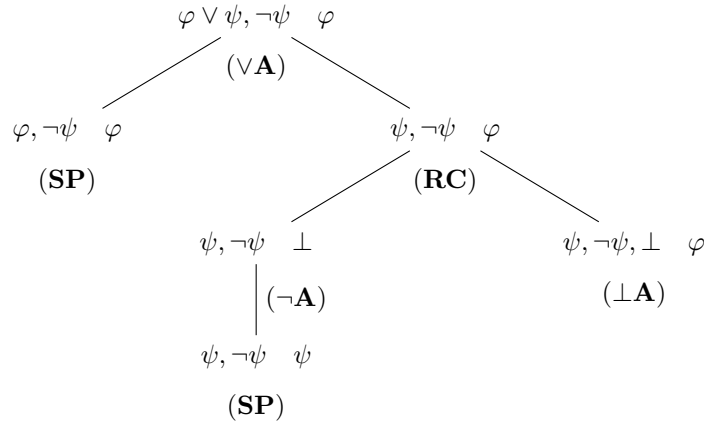 φ ∨ ψ, ¬ψ φ
(∨A)
φ, ¬ψ φ ψ, ¬ψ φ
(SP) (RC)
ψ, ¬ψ ⊥ ψ, ¬ψ, ⊥ φ
(¬A) (⊥A)
ψ, ¬ψ ψ
(SP)